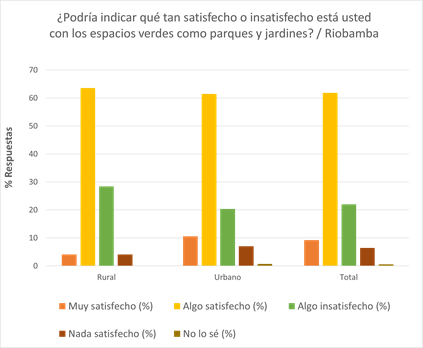 ¿Podría indicar qué tan satisfecho o insatisfecho está usted
con los espacios verdes como parques y jardines? / Riobamba
70
60
50
40
30
20
10
0
% Respuestas
Rural
Urbano
Total
Muy satisfecho (%)
Algo satisfecho (%)
Algo insatisfecho (%)
Nada satisfecho (%)
No lo sé (%)